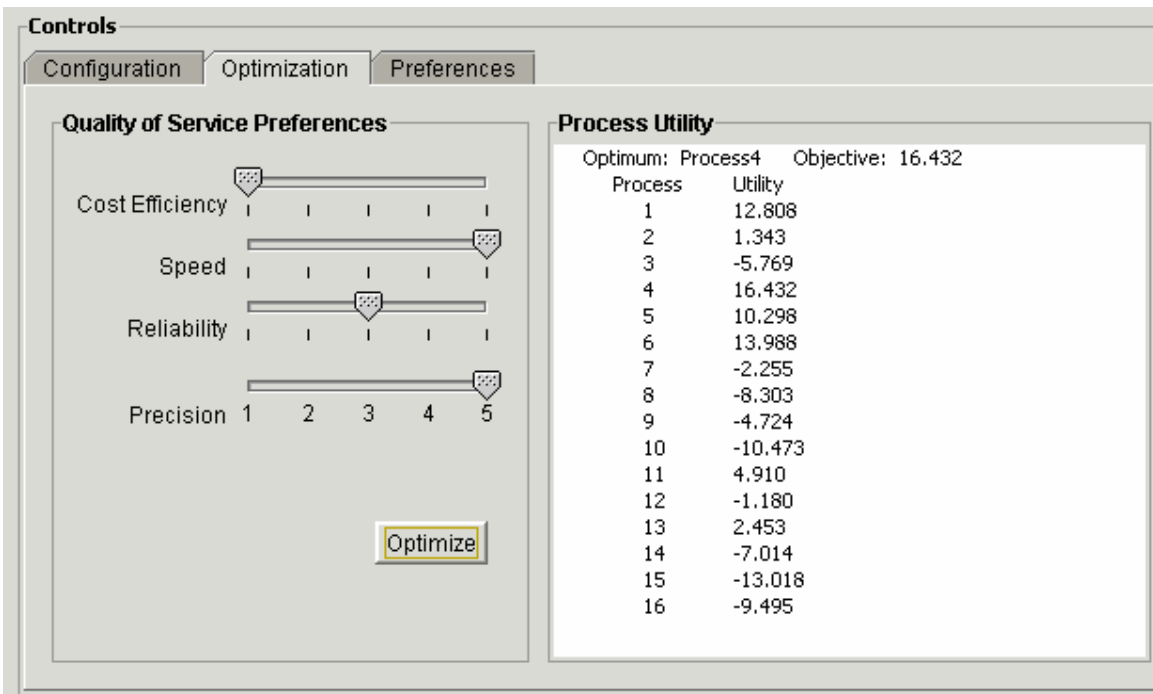 Controls
Configuration Optimization Preferences
Quality of Service Preferences
Cost Efficiency
Speed
Reliability
Precision 1 2 3 4 5
Optimize
Process Utility
Optimum: Process4 Objective: 16.432
Process Utility
1 12.808
2 1.343
3 -5.769
4 16.432
5 10.298
6 13.988
7 -2.255
8 -8.303
9 -4.724
10 -10.473
11 4.910
12 -1.180
13 2.453
14 -7.014
15 -13.018
16 -9.495